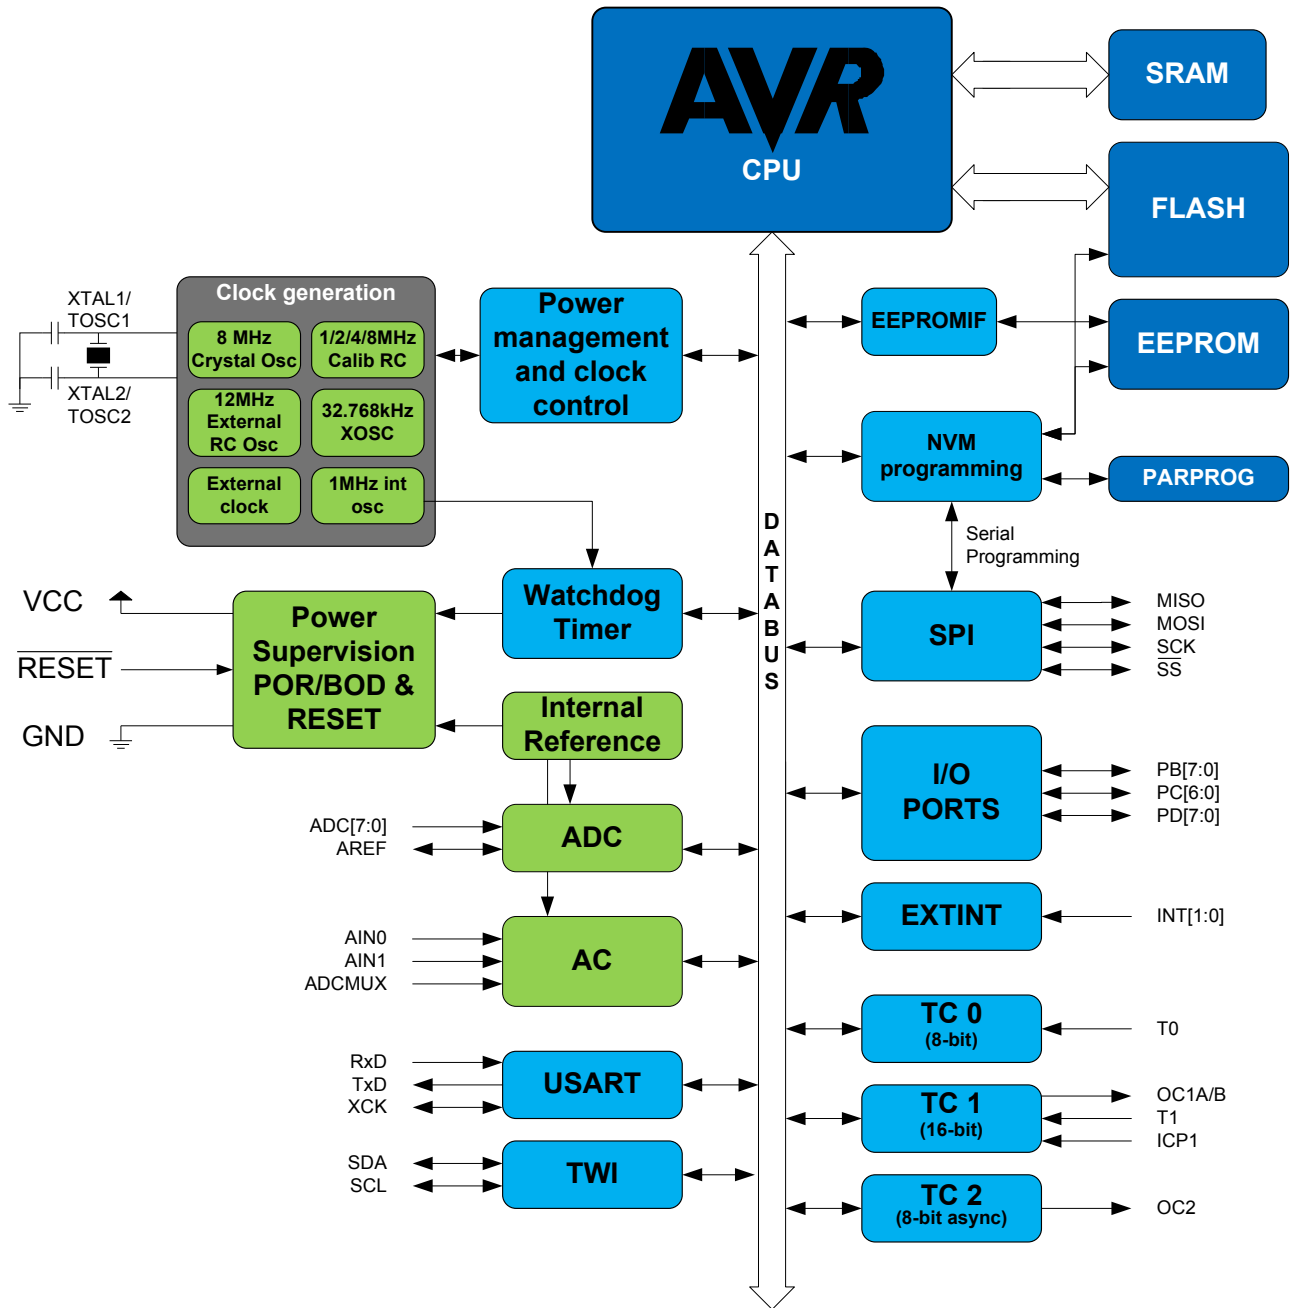 AVR
CPU
SRAM
FLASH
EEPROM
PARPROG
XTAL1/
TOSC1
XTAL2/
TOSC2
Clock generation
8 MHz
Crystal Osc
1/2/4/8MHz
Calib RC
12MHz
External
RC Osc
32.768kHz
XOSC
External
clock
1MHz int
osc
Power
management
and clock
control
EEPROMIF
NVM
programming
Serial
Programming
DATABUS
VCC
RESET
GND
Power
Supervision
POR/BOD &
RESET
Watchdog
Timer
Internal
Reference
SPI
MISO
MOSI
SCK
SS
ADC[7:0]
AREF
ADC
I/O
PORTS
PB[7:0]
PC[6:0]
PD[7:0]
AIN0
AIN1
ADCMUX
AC
EXTINT
INT[1:0]
TC 0
(8-bit)
T0
RxD
TxD
XCK
USART
TC 1
(16-bit)
OC1A/B
T1
ICP1
SDA
SCL
TWI
TC 2
(8-bit async)
OC2